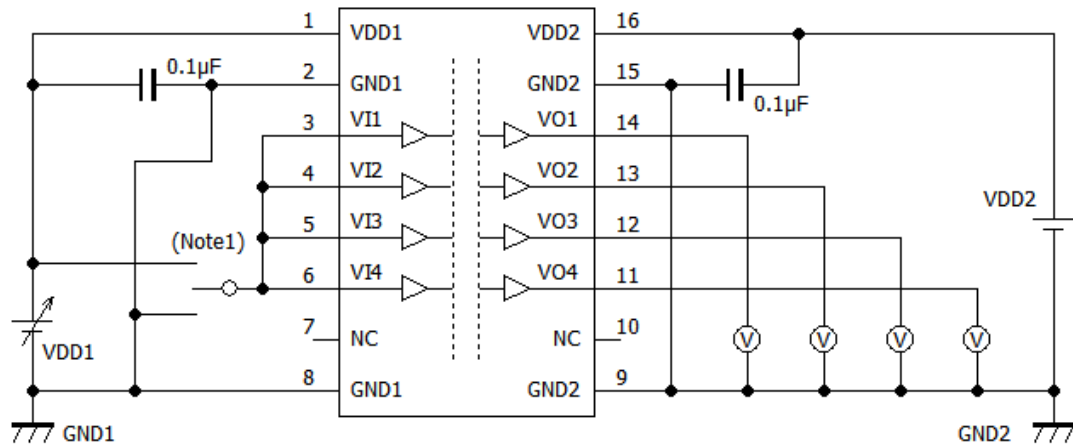 1 VDD1 VDD2 16
0.1µF 2 GND1 GND2 15 0.1µF
3 VI1 VO1 14
4 VI2 VO2 13
5 VI3 VO3 12
VDD2
(Note1)
6 VI4 VO4 11
7 NC NC 10
V V V V
VDD1
8 GND1 GND2 9
GND1 GND2